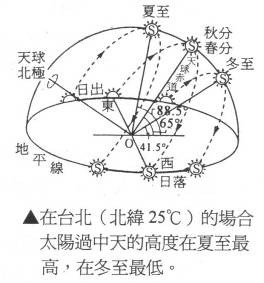 夏至
秋分
春分
冬至
天球
北極
日出
東
天球赤道
88.5°
65°
41.5°
O
地平線
西
日落
S
S
S
S
S
S
▲在台北（北緯25℃）的場合
太陽過中天的高度在夏至最
高，在冬至最低。